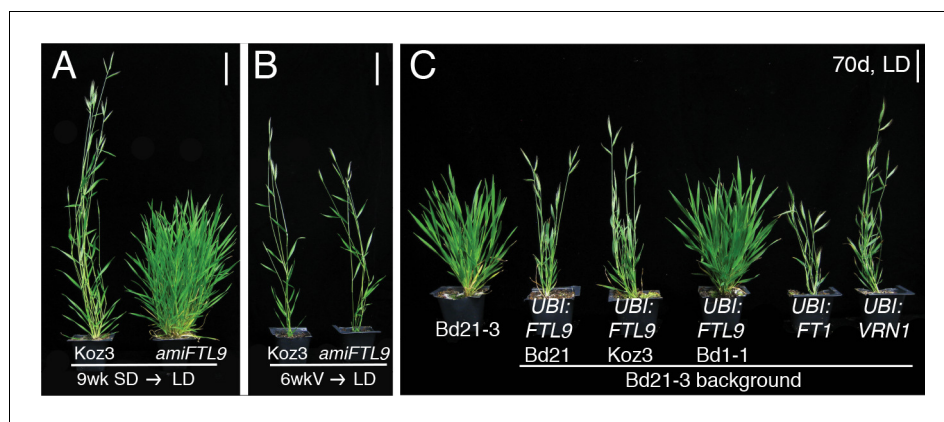 A
Koz3 amiFTL9
9wk SD → LD
B
Koz3 amiFTL9
6wkV → LD
C
70d, LD
Bd21-3
UBI:
FTL9
Bd21
UBI:
FTL9
Koz3
UBI:
FTL9
Bd1-1
UBI:
FT1
UBI:
VRN1
Bd21-3 background